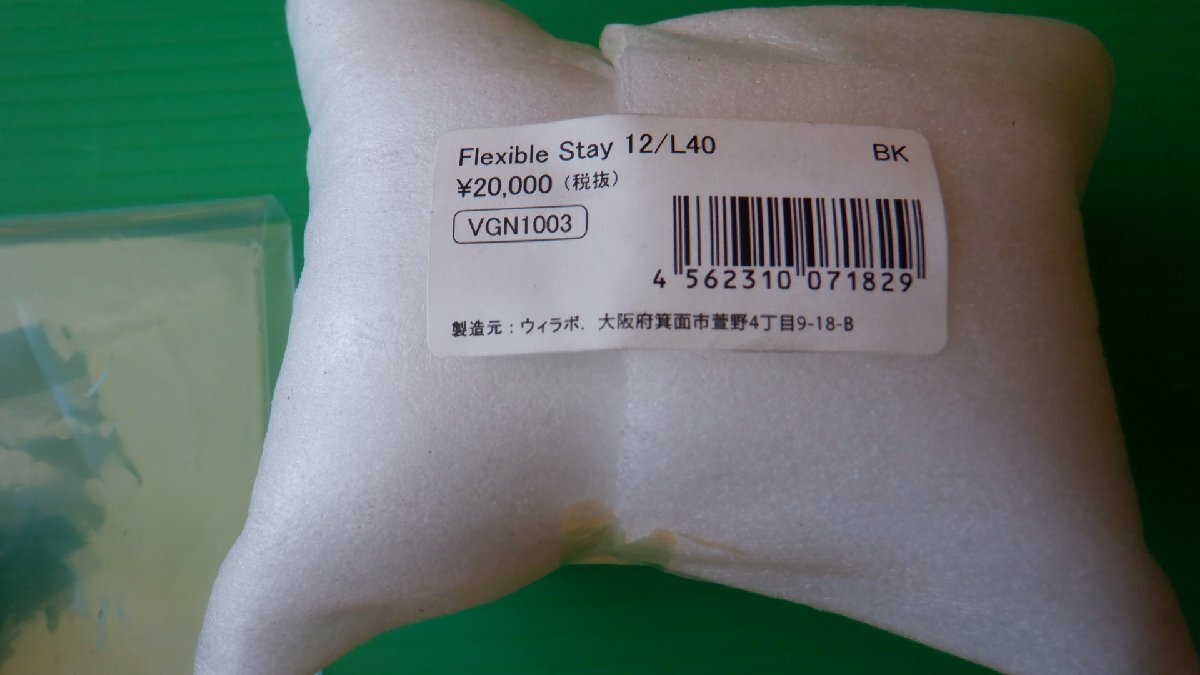 Flexible Stay 12/L40 BK
¥20,000（税抜）
VGN1003
4 562310 071829
製造元：ウィラボ．大阪府箕面市萱野4丁目9-18-B